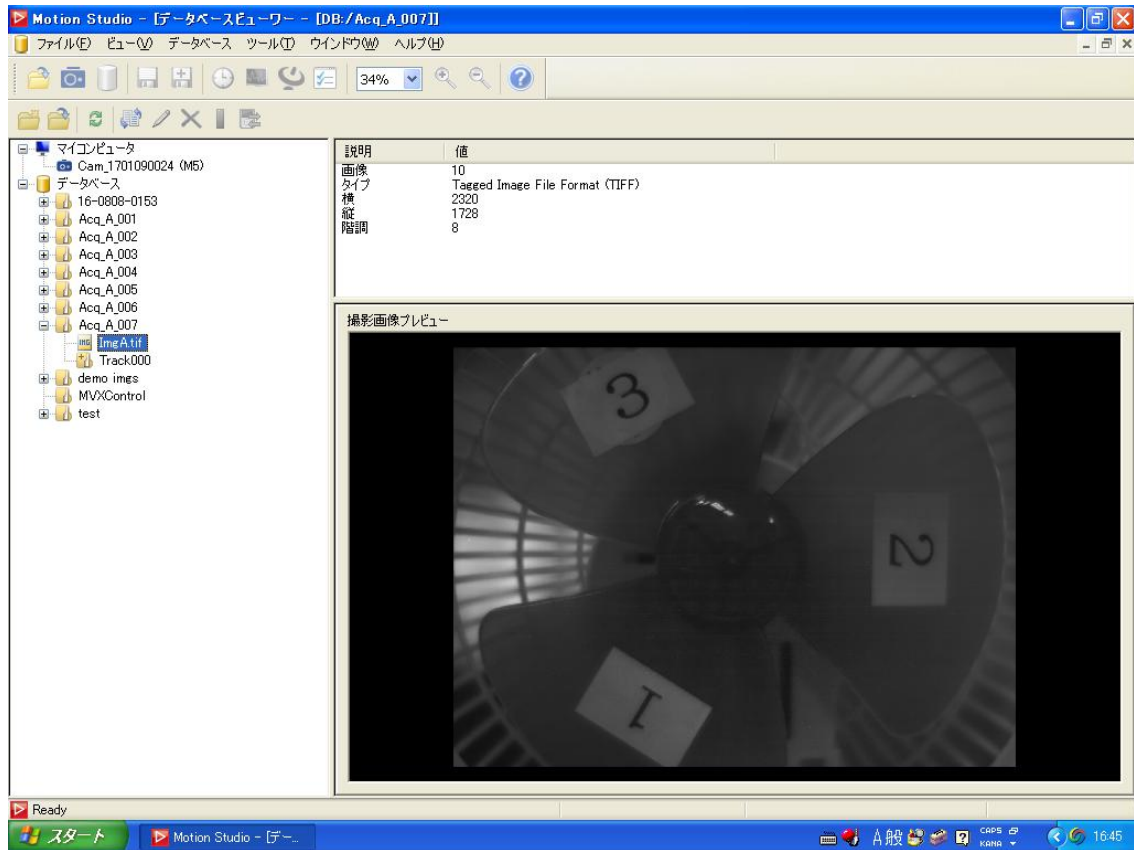 Motion Studio - [データベースビューワー - [DB:/Acq_A_007]]
ファイル(F) ビュー(V) データベース ツール(T) ウインドウ(W) ヘルプ(H)
34%
マイコンピュータ
Cam_1701090024 (M5)
データベース
16-0808-0153
Acq_A_001
Acq_A_002
Acq_A_003
Acq_A_004
Acq_A_005
Acq_A_006
Acq_A_007
ImgA.tif
Track000
demo imgs
MVXControl
test
説明 値
画像 10
タイプ Tagged Image File Format (TIFF)
横 2320
縦 1728
階調 8
撮影画像プレビュー
3
2
1
Ready
スタート
Motion Studio - [デー...
A 般
CAPS
KANA
16:45